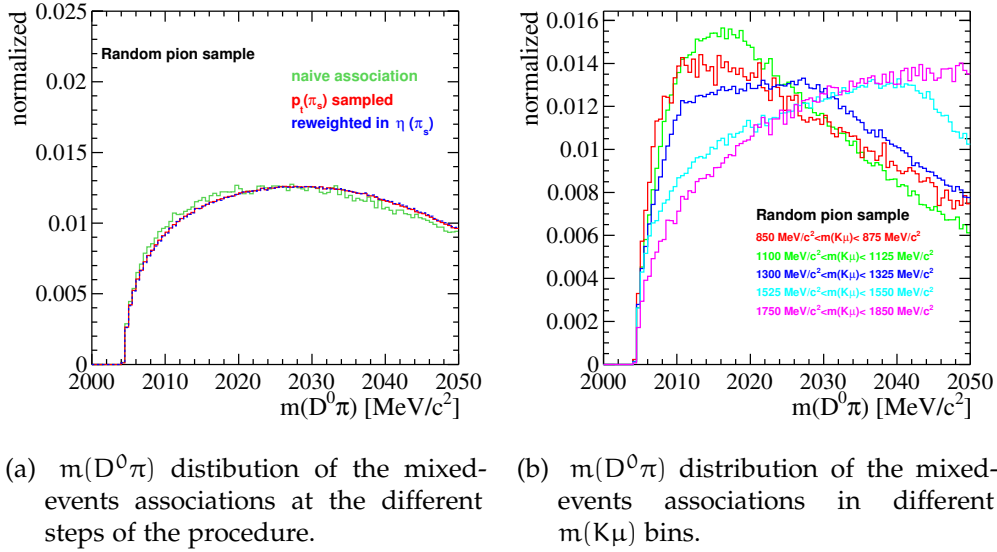 normalized
0.025
0.02
0.015
0.01
0.005
0
2000 2010 2020 2030 2040 2050
m(D⁰π) [MeV/c²]
Random pion sample
naive association
pₜ(πₛ) sampled
reweighted in η (πₛ)
normalized
0.016
0.014
0.012
0.01
0.008
0.006
0.004
0.002
0
2000 2010 2020 2030 2040 2050
m(D⁰π) [MeV/c²]
Random pion sample
850 MeV/c²<m(Kμ)< 875 MeV/c²
1100 MeV/c²<m(Kμ)< 1125 MeV/c²
1300 MeV/c²<m(Kμ)< 1325 MeV/c²
1525 MeV/c²<m(Kμ)< 1550 MeV/c²
1750 MeV/c²<m(Kμ)< 1850 MeV/c²
(a) m(D⁰π) distibution of the mixed-
events associations at the different
steps of the procedure.
(b) m(D⁰π) distribution of the mixed-
events associations in different
m(Kμ) bins.